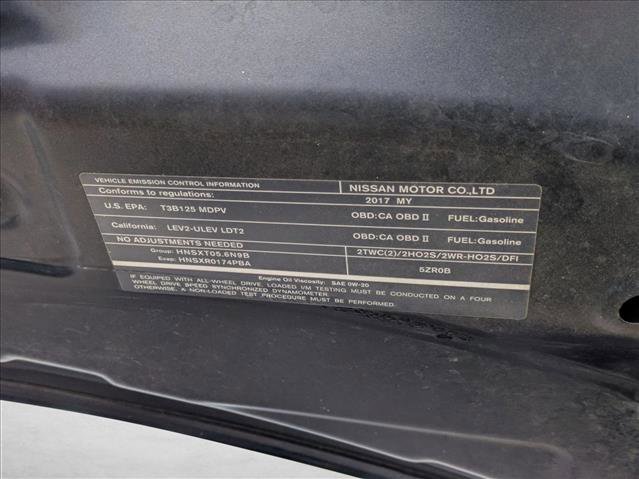 VEHICLE EMISSION CONTROL INFORMATION NISSAN MOTOR CO.,LTD
Conforms to regulations: 2017 MY
U.S. EPA: T3B125 MDPV OBD:CA OBD II FUEL:Gasoline
California: LEV2-ULEV LDT2 OBD:CA OBD II FUEL:Gasoline
NO ADJUSTMENTS NEEDED 2TWC(2)/2HO2S/2WR-HO2S/DFI
Group: HNSXT05.6N9B
Evap: HNSXR0174PBA 5ZR0B
Engine Oil Viscosity: SAE 0W-20
IF EQUIPPED WITH ALL-WHEEL DRIVE, LOADED I/M TESTING MUST BE CONDUCTED ON A FOUR
WHEEL DRIVE SPEED SYNCHRONIZED DYNAMOMETER.
OTHERWISE, A NON-LOADED TEST PROCEDURE MUST BE PERFORMED.